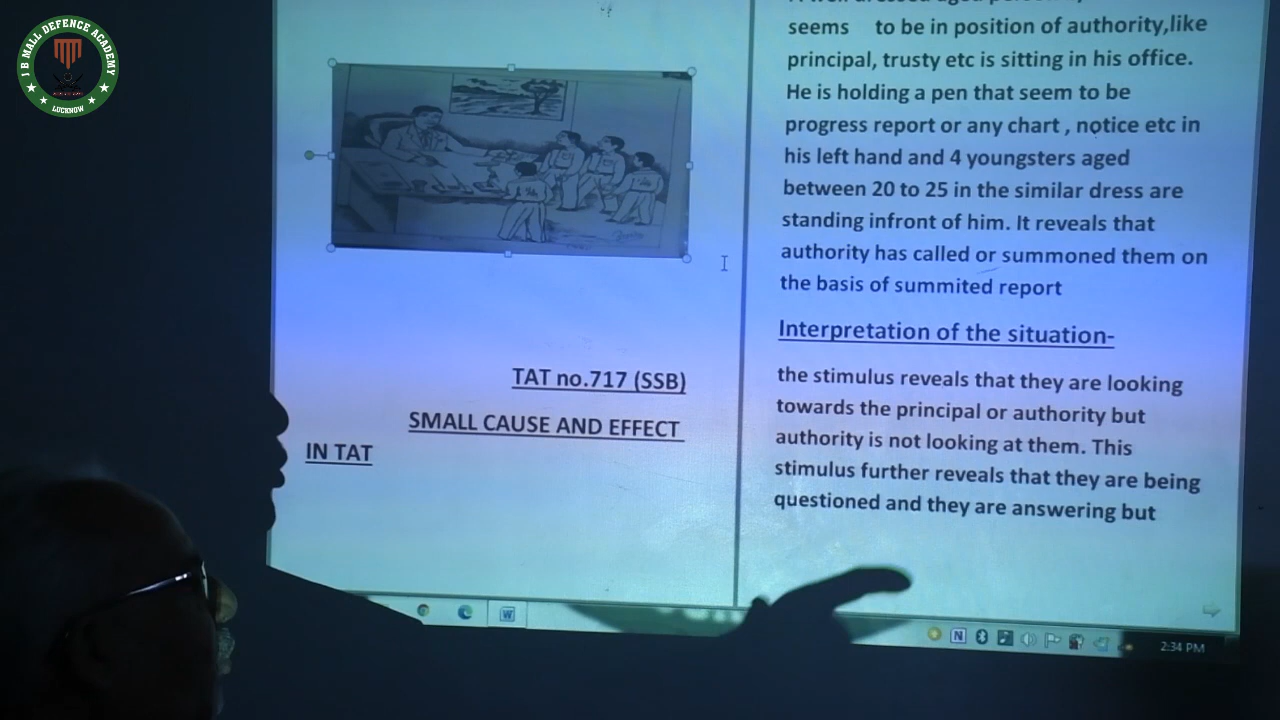 J B MALL DEFENCE ACADEMY
LUCKNOW
TAT no.717 (SSB)
SMALL CAUSE AND EFFECT
IN TAT
seems to be in position of authority,like
principal, trusty etc is sitting in his office.
He is holding a pen that seem to be
progress report or any chart , notice etc in
his left hand and 4 youngsters aged
between 20 to 25 in the similar dress are
standing infront of him. It reveals that
authority has called or summoned them on
the basis of summited report
Interpretation of the situation-
the stimulus reveals that they are looking
towards the principal or authority but
authority is not looking at them. This
stimulus further reveals that they are being
questioned and they are answering but
2:34 PM